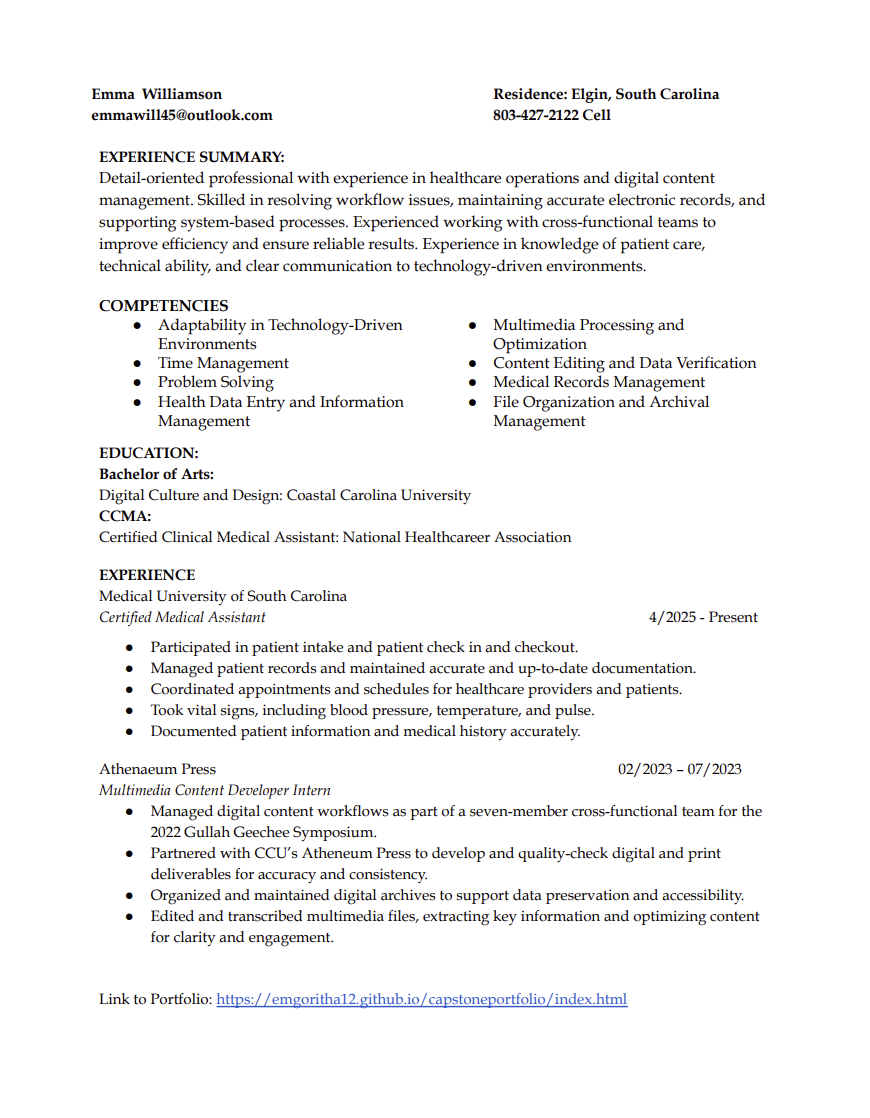 Emma  Williamson
emmawill45@outlook.com
Residence: Elgin, South Carolina
803-427-2122 Cell
EXPERIENCE SUMMARY:
Detail-oriented professional with experience in healthcare operations and digital content
management. Skilled in resolving workflow issues, maintaining accurate electronic records, and
supporting system-based processes. Experienced working with cross-functional teams to
improve efficiency and ensure reliable results. Experience in knowledge of patient care,
technical ability, and clear communication to technology-driven environments.
COMPETENCIES
● Adaptability in Technology-Driven
Environments
● Time Management
● Problem Solving
● Health Data Entry and Information
Management
● Multimedia Processing and
Optimization
● Content Editing and Data Verification
● Medical Records Management
● File Organization and Archival
Management
EDUCATION:
Bachelor of Arts:
Digital Culture and Design: Coastal Carolina University
CCMA:
Certified Clinical Medical Assistant: National Healthcareer Association
EXPERIENCE
Medical University of South Carolina
Certified Medical Assistant 4/2025 - Present
● Participated in patient intake and patient check in and checkout.
● Managed patient records and maintained accurate and up-to-date documentation.
● Coordinated appointments and schedules for healthcare providers and patients.
● Took vital signs, including blood pressure, temperature, and pulse.
● Documented patient information and medical history accurately.
Athenaeum Press 02/2023 – 07/2023
Multimedia Content Developer Intern
● Managed digital content workflows as part of a seven-member cross-functional team for the
2022 Gullah Geechee Symposium.
● Partnered with CCU’s Atheneum Press to develop and quality-check digital and print
deliverables for accuracy and consistency.
● Organized and maintained digital archives to support data preservation and accessibility.
● Edited and transcribed multimedia files, extracting key information and optimizing content
for clarity and engagement.
Link to Portfolio: https://emgoritha12.github.io/capstoneportfolio/index.html